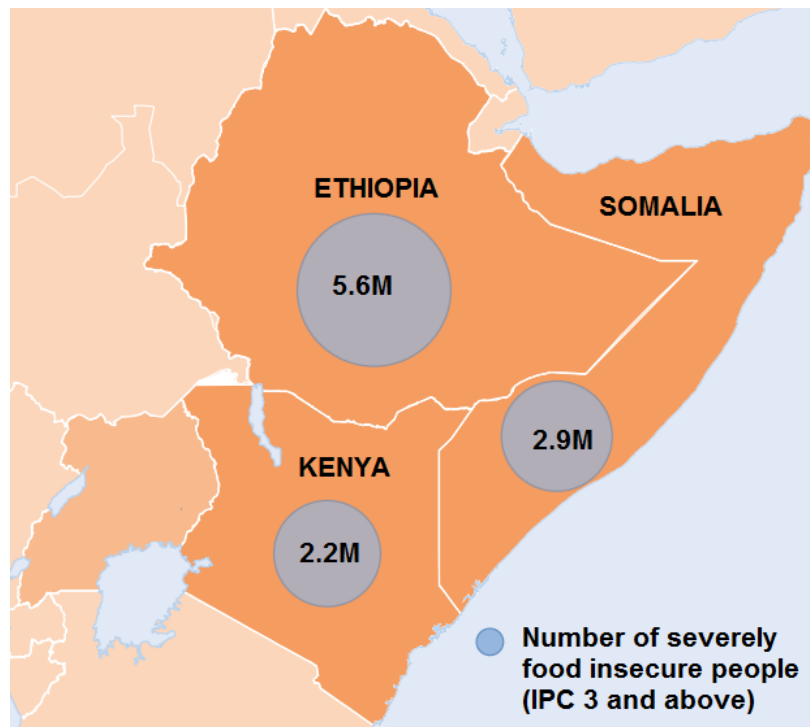 ETHIOPIA
5.6M
SOMALIA
2.9M
KENYA
2.2M
Number of severely
food insecure people
(IPC 3 and above)